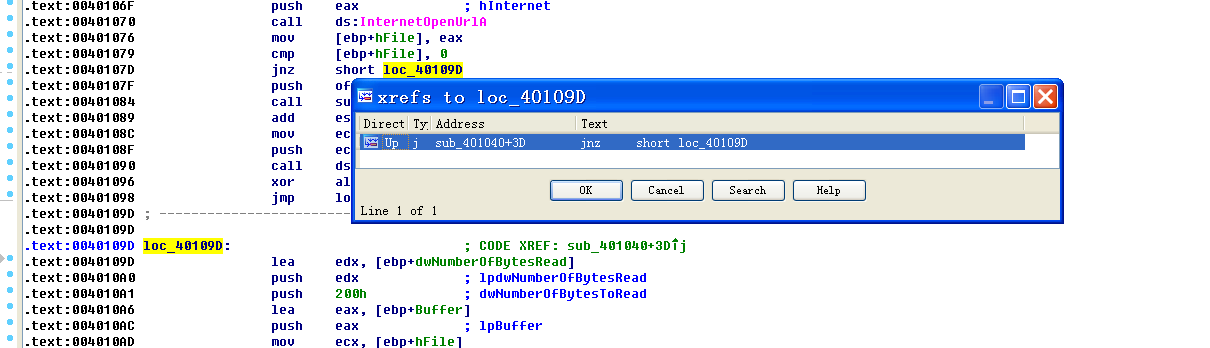 .text:0040106F push eax ; hInternet
.text:00401070 call ds:InternetOpenUrlA
.text:00401076 mov [ebp+hFile], eax
.text:00401079 cmp [ebp+hFile], 0
.text:0040107D jnz short loc_40109D
.text:0040107F push of
.text:00401084 call su
.text:00401089 add es
.text:0040108C mov ec
.text:0040108F push ec
.text:00401090 call ds
.text:00401096 xor al
.text:00401098 jmp lo
.text:0040109D ; ---------------------------
.text:0040109D
.text:0040109D loc_40109D: ; CODE XREF: sub_401040+3D↑j
.text:0040109D lea edx, [ebp+dwNumberOfBytesRead]
.text:004010A0 push edx ; lpdwNumberOfBytesRead
.text:004010A1 push 200h ; dwNumberOfBytesToRead
.text:004010A6 lea eax, [ebp+Buffer]
.text:004010AC push eax ; lpBuffer
.text:004010AD mov ecx, [ebp+hFile]
xrefs to loc_40109D
Direct Ty Address Text
Up j sub_401040+3D jnz short loc_40109D
OK Cancel Search Help
Line 1 of 1